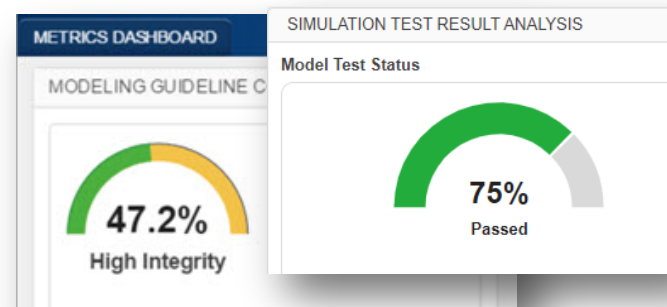 METRICS DASHBOARD
MODELING GUIDELINE C
47.2%
High Integrity
SIMULATION TEST RESULT ANALYSIS
Model Test Status
75%
Passed